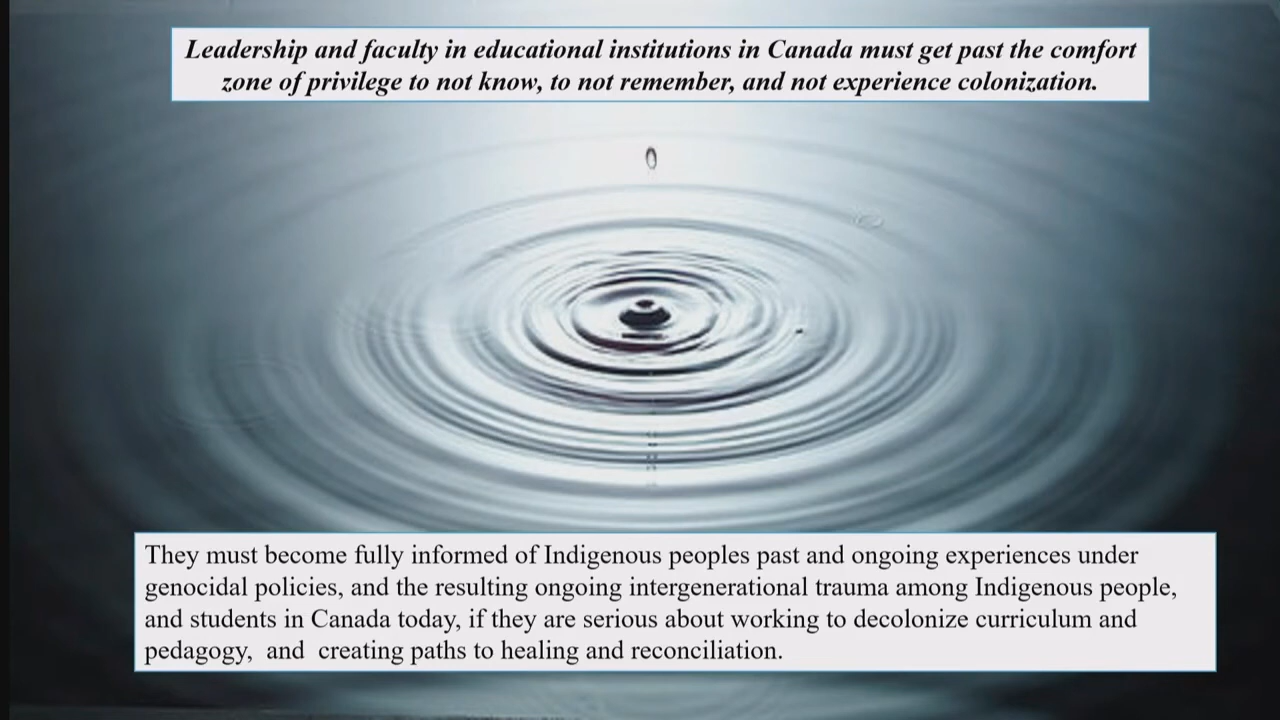 Leadership and faculty in educational institutions in Canada must get past the comfort
zone of privilege to not know, to not remember, and not experience colonization.
They must become fully informed of Indigenous peoples past and ongoing experiences under
genocidal policies, and the resulting ongoing intergenerational trauma among Indigenous people,
and students in Canada today, if they are serious about working to decolonize curriculum and
pedagogy,  and  creating paths to healing and reconciliation.